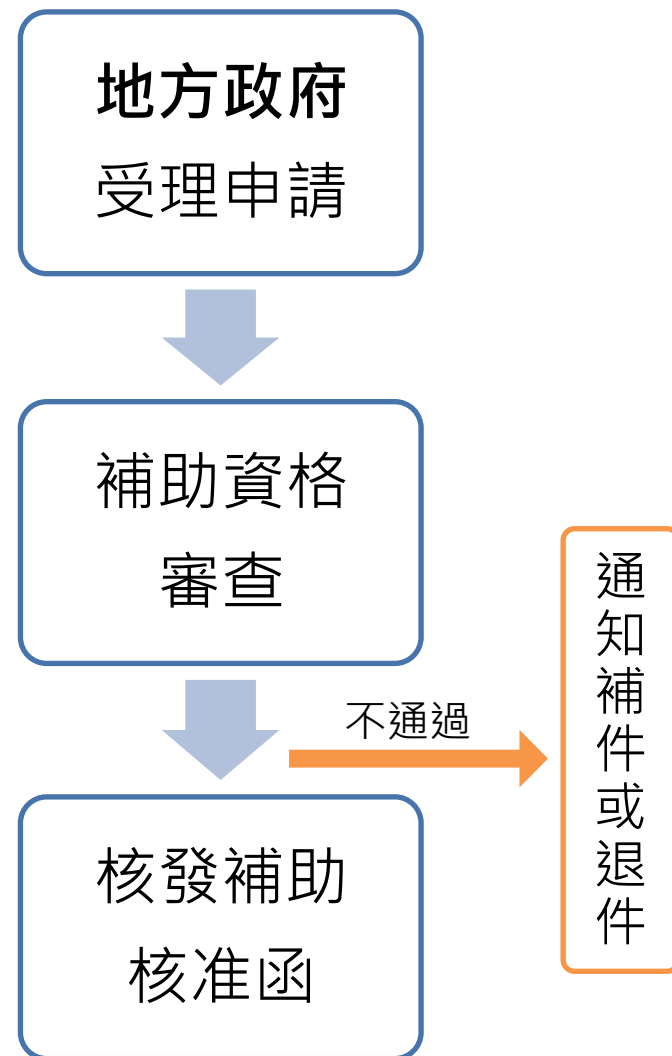 地方政府
受理申請
補助資格
審查
不通過
通知補件或退件
核發補助
核准函